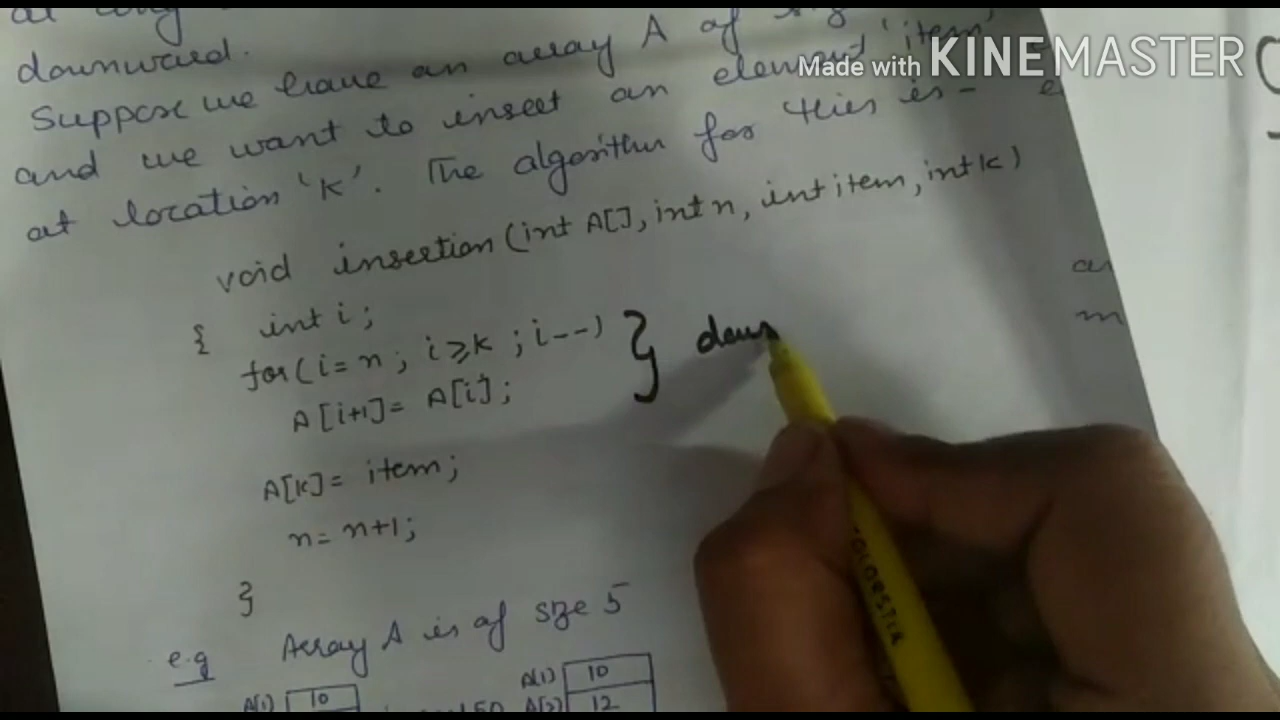 downward.
Suppose we have an array A of
and we want to insert an element 'item'
at location 'K'. The algorithm for this is -
void insertion (int A[], int n, int item, int k)
{ int i;
for(i = n ; i ≥ k ; i--) }
A[i+1] = A[i];
A[k] = item;
n = n+1;
}
e.g Array A is of size 5
A(1) 10
A(1) 10
A(2) 12
Made with KINEMASTER
COLORSTIX